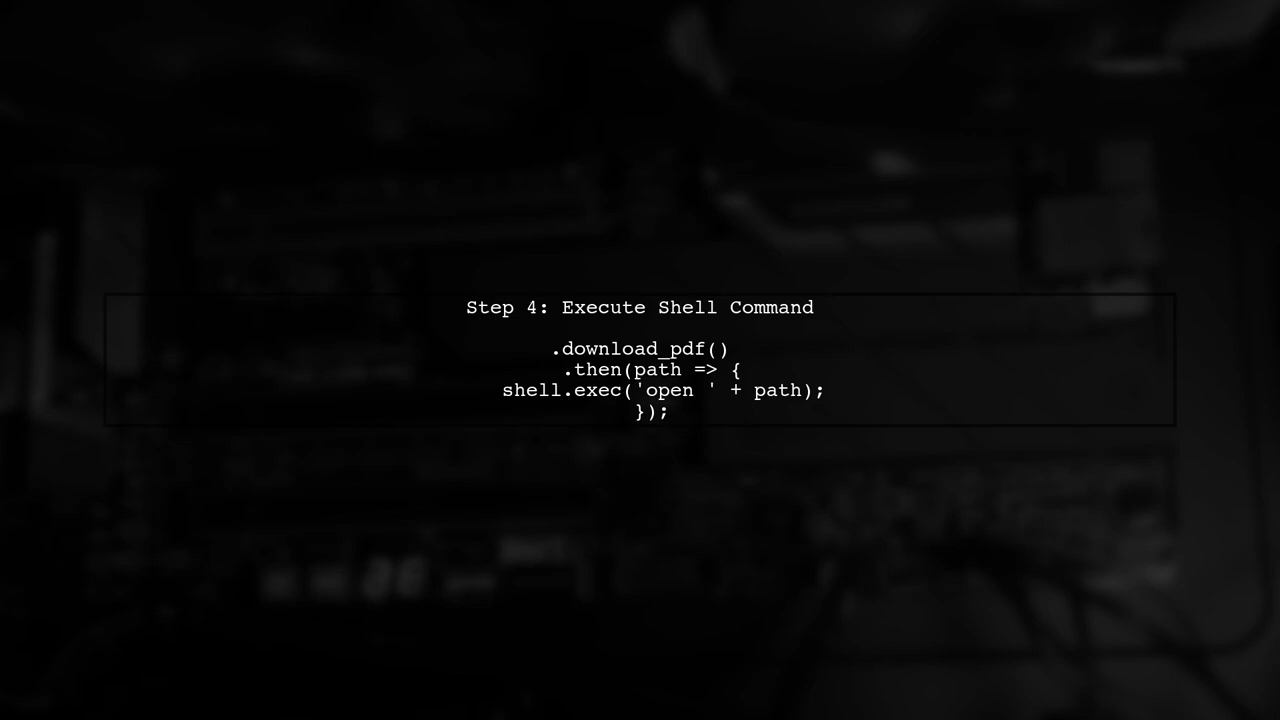 Step 4: Execute Shell Command
.download_pdf()
.then(path => {
shell.exec('open ' + path);
});